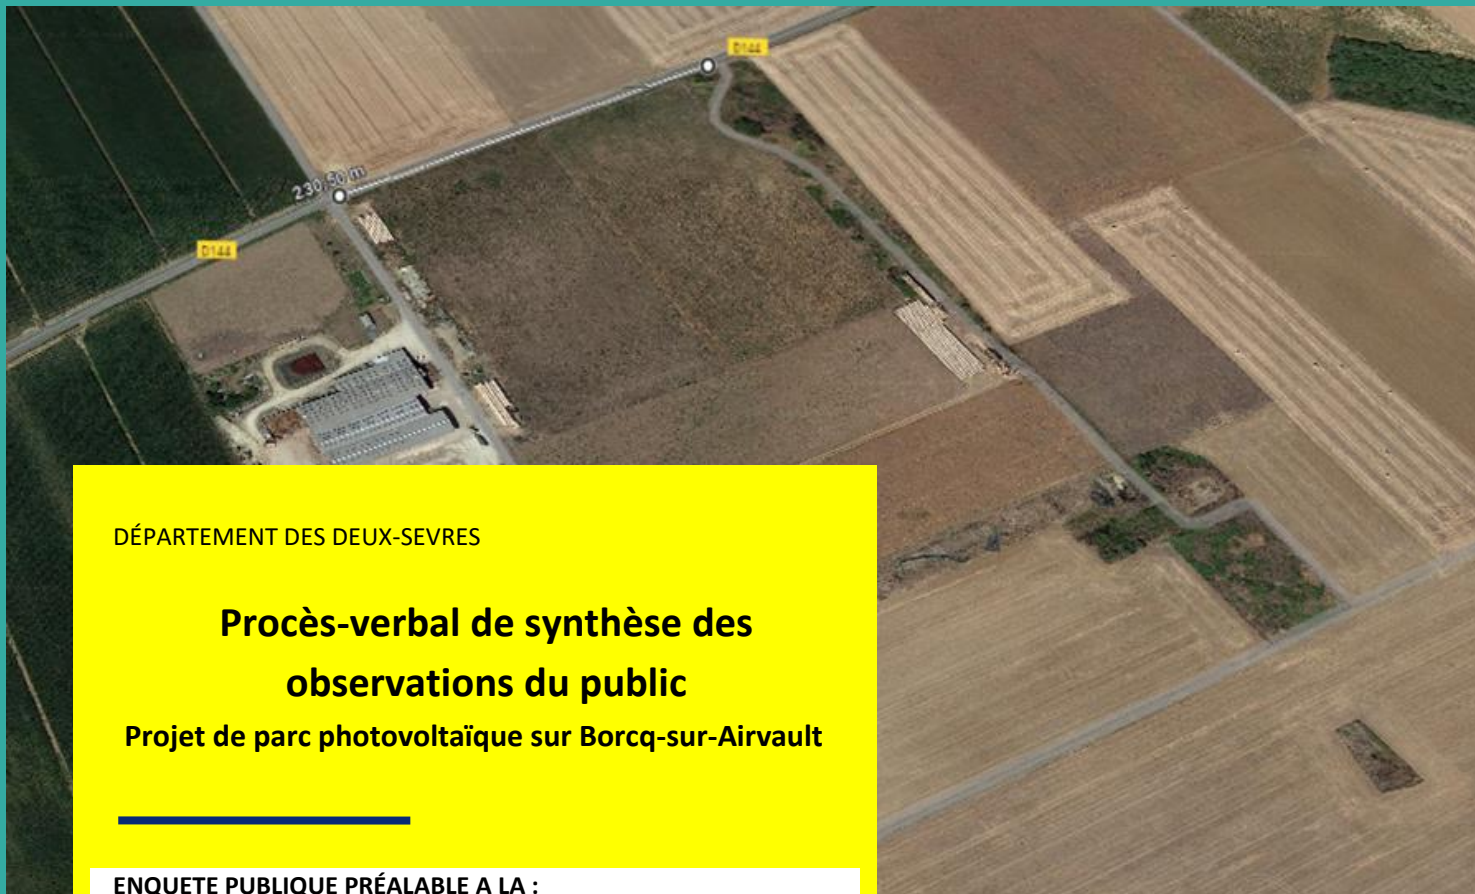 D144
230,50 m
D144
DÉPARTEMENT DES DEUX-SEVRES
Procès-verbal de synthèse des
observations du public
Projet de parc photovoltaïque sur Borcq-sur-Airvault
ENQUETE PUBLIQUE PRÉALABLE A LA :